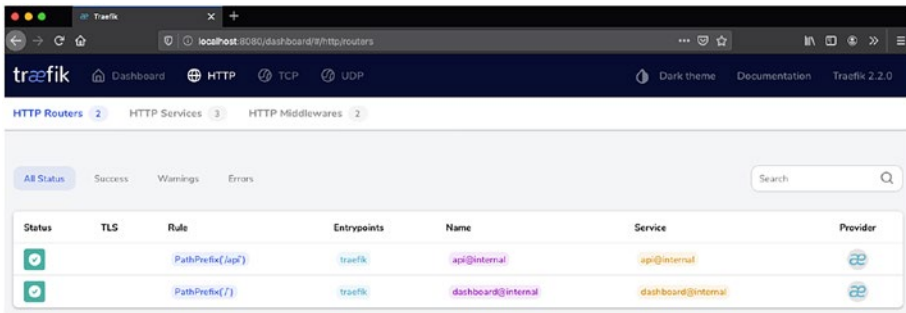 Traefik
localhost:8080/dashboard/#/http/routers
træfik Dashboard HTTP TCP UDP Dark theme Documentation Traefik 2.2.0
HTTP Routers 2 HTTP Services 3 HTTP Middlewares 2
All Status Success Warnings Errors Search
Status TLS Rule Entrypoints Name Service Provider
PathPrefix(`/api`) traefik api@internal api@internal
PathPrefix(`/`) traefik dashboard@internal dashboard@internal